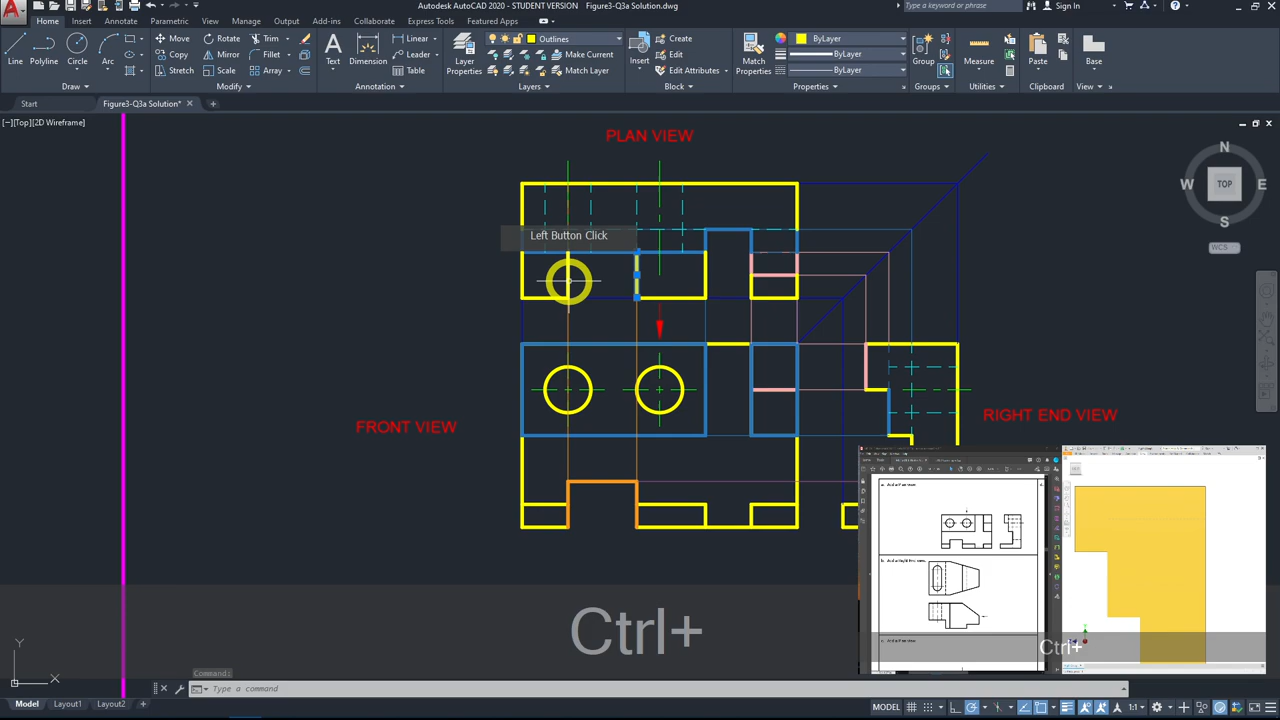 Autodesk AutoCAD 2020 - STUDENT VERSION Figure3-Q3a Solution.dwg
Type a keyword or phrase
Sign In
Home Insert Annotate Parametric View Manage Output Add-ins Collaborate Express Tools Featured Apps
Line Polyline Circle Arc
Move Rotate Trim
Copy Mirror Fillet
Stretch Scale Array
Text Dimension
Linear
Leader
Table
Layer Properties
Outlines
Make Current
Match Layer
Insert
Create
Edit
Edit Attributes
Match Properties
ByLayer
ByLayer
ByLayer
Group
Measure
Paste
Base
Draw Modify Annotation Layers Block Properties Groups Utilities Clipboard View
Start Figure3-Q3a Solution*
[-][Top][2D Wireframe]
PLAN VIEW
N
W TOP E
S
WCS
Left Button Click
FRONT VIEW
RIGHT END VIEW
Ctrl+
Ctrl+
Y
X
Command:
Type a command
Model Layout1 Layout2
MODEL
1:1